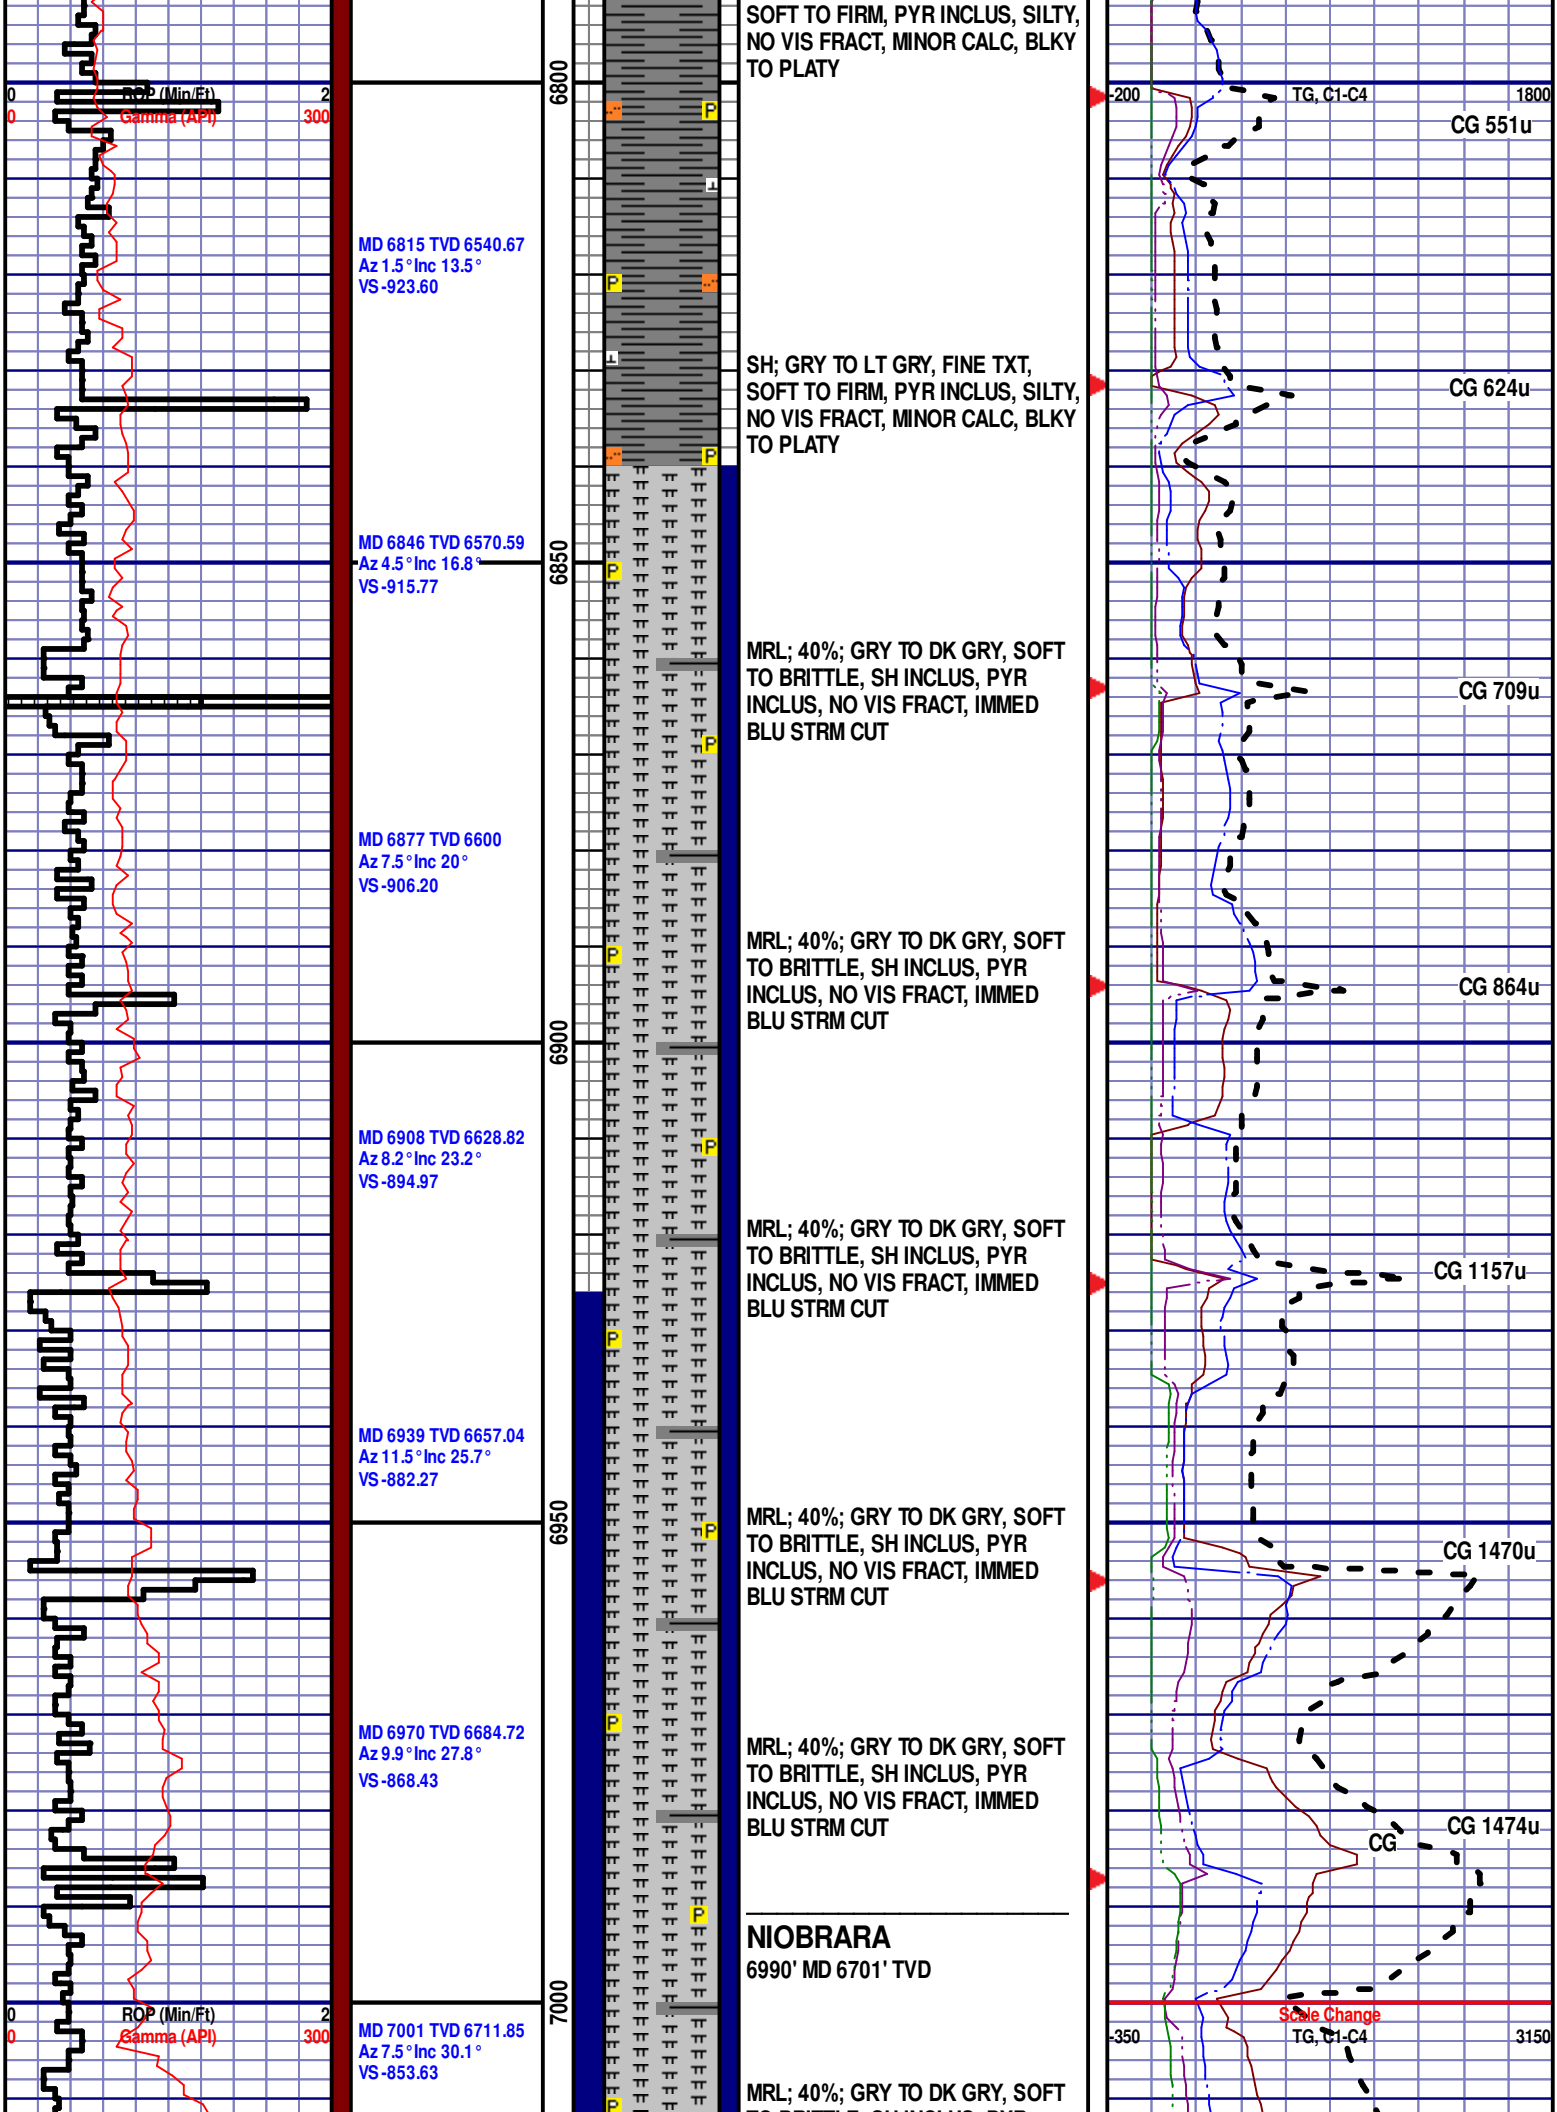 SOFT TO FIRM, PYR INCLUS, SILTY,
NO VIS FRACT, MINOR CALC, BLKY
TO PLATY
0 ROP (Min/Ft) 2
0 Gamma (API) 300
6800
P
-200 TG, C1-C4 1800
CG 551u
MD 6815 TVD 6540.67
Az 1.5° Inc 13.5°
VS -923.60
P
SH; GRY TO LT GRY, FINE TXT,
SOFT TO FIRM, PYR INCLUS, SILTY,
NO VIS FRACT, MINOR CALC, BLKY
TO PLATY
CG 624u
P
MD 6846 TVD 6570.59
Az 4.5° Inc 16.8°
VS -915.77
6850
P
MRL; 40%; GRY TO DK GRY, SOFT
TO BRITTLE, SH INCLUS, PYR
INCLUS, NO VIS FRACT, IMMED
BLU STRM CUT
CG 709u
P
MD 6877 TVD 6600
Az 7.5° Inc 20°
VS -906.20
P
MRL; 40%; GRY TO DK GRY, SOFT
TO BRITTLE, SH INCLUS, PYR
INCLUS, NO VIS FRACT, IMMED
BLU STRM CUT
CG 864u
6900
MD 6908 TVD 6628.82
Az 8.2° Inc 23.2°
VS -894.97
P
MRL; 40%; GRY TO DK GRY, SOFT
TO BRITTLE, SH INCLUS, PYR
INCLUS, NO VIS FRACT, IMMED
BLU STRM CUT
CG 1157u
P
MD 6939 TVD 6657.04
Az 11.5° Inc 25.7°
VS -882.27
6950
P
MRL; 40%; GRY TO DK GRY, SOFT
TO BRITTLE, SH INCLUS, PYR
INCLUS, NO VIS FRACT, IMMED
BLU STRM CUT
CG 1470u
P
MD 6970 TVD 6684.72
Az 9.9° Inc 27.8°
VS -868.43
MRL; 40%; GRY TO DK GRY, SOFT
TO BRITTLE, SH INCLUS, PYR
INCLUS, NO VIS FRACT, IMMED
BLU STRM CUT
CG 1474u
CG
P
NIOBRARA
6990' MD 6701' TVD
7000
0 ROP (Min/Ft) 2
0 Gamma (API) 300
Scale Change
-350 TG, C1-C4 3150
MD 7001 TVD 6711.85
Az 7.5° Inc 30.1°
VS -853.63
P
MRL; 40%; GRY TO DK GRY, SOFT
TO BRITTLE, SH INCLUS, PYR